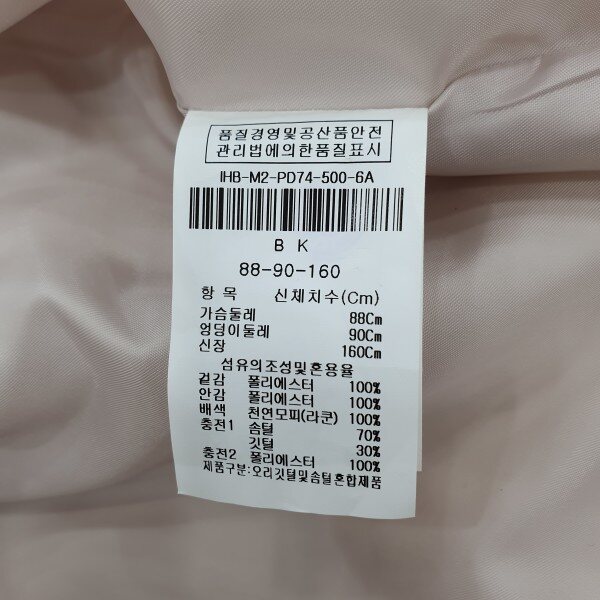 품질경영및공산품안전
관리법에의한품질표시
IHB-M2-PD74-500-6A
B K
88-90-160
항 목 신체치수(Cm)
가슴둘레 88Cm
엉덩이둘레 90Cm
신장 160Cm
섬유의조성및혼용율
겉감 폴리에스터 100%
안감 폴리에스터 100%
배색 천연모피(라쿤) 100%
충전1 솜털 70%
깃털 30%
충전2 폴리에스터 100%
제품구분:오리깃털및솜털혼합제품